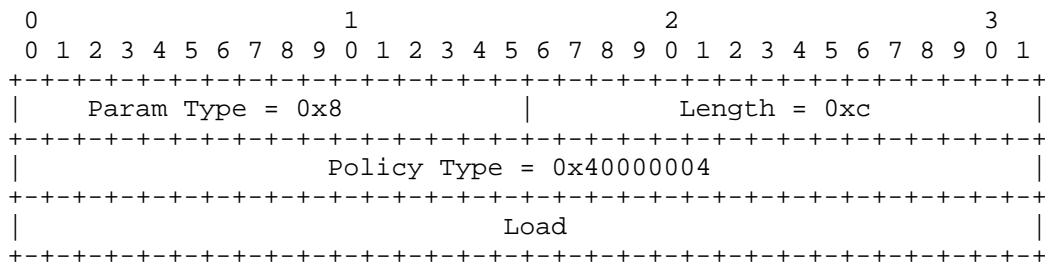 0                   1                   2                   3
 0 1 2 3 4 5 6 7 8 9 0 1 2 3 4 5 6 7 8 9 0 1 2 3 4 5 6 7 8 9 0 1
+-+-+-+-+-+-+-+-+-+-+-+-+-+-+-+-+-+-+-+-+-+-+-+-+-+-+-+-+-+-+-+-+
|     Param Type = 0x8          |         Length = 0xc          |
+-+-+-+-+-+-+-+-+-+-+-+-+-+-+-+-+-+-+-+-+-+-+-+-+-+-+-+-+-+-+-+-+
|                   Policy Type = 0x40000004                    |
+-+-+-+-+-+-+-+-+-+-+-+-+-+-+-+-+-+-+-+-+-+-+-+-+-+-+-+-+-+-+-+-+
|                              Load                             |
+-+-+-+-+-+-+-+-+-+-+-+-+-+-+-+-+-+-+-+-+-+-+-+-+-+-+-+-+-+-+-+-+